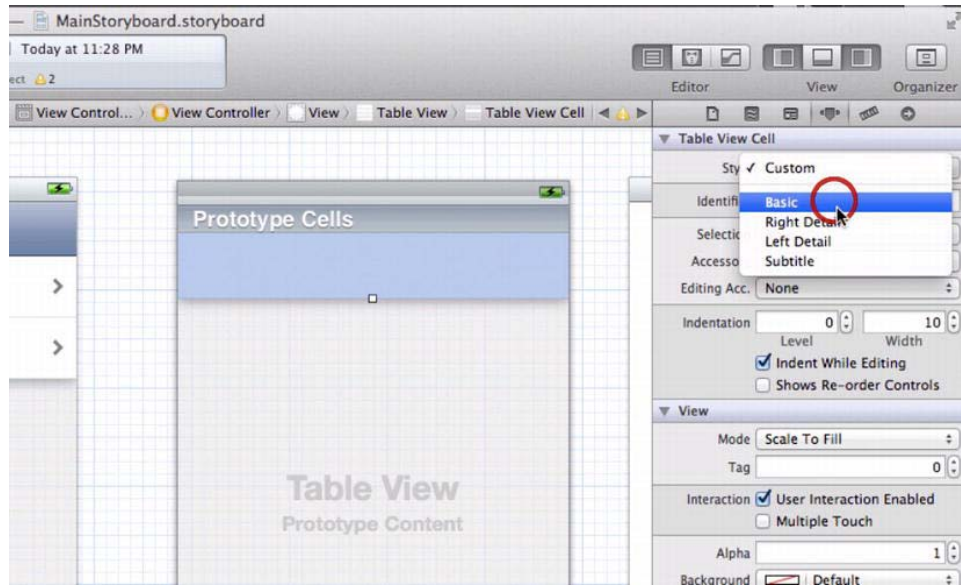 MainStoryboard.storyboard
Today at 11:28 PM
ect 2
Editor View Organizer
View Control... View Controller View Table View Table View Cell
Table View Cell
Sty ✓ Custom
Identifi Basic
Right Detail
Selectio Left Detail
Accesso Subtitle
Editing Acc. None
Indentation 0 10
Level Width
Indent While Editing
Shows Re-order Controls
View
Mode Scale To Fill
Tag 0
Interaction User Interaction Enabled
Multiple Touch
Alpha 1
Background Default
Prototype Cells
Table View
Prototype Content